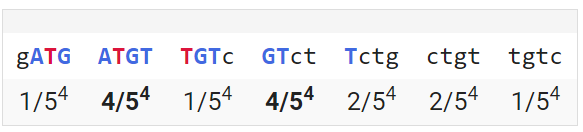 gATG ATGT TGTc GTct Tctg ctgt tgtc
1/5⁴ 4/5⁴ 1/5⁴ 4/5⁴ 2/5⁴ 2/5⁴ 1/5⁴